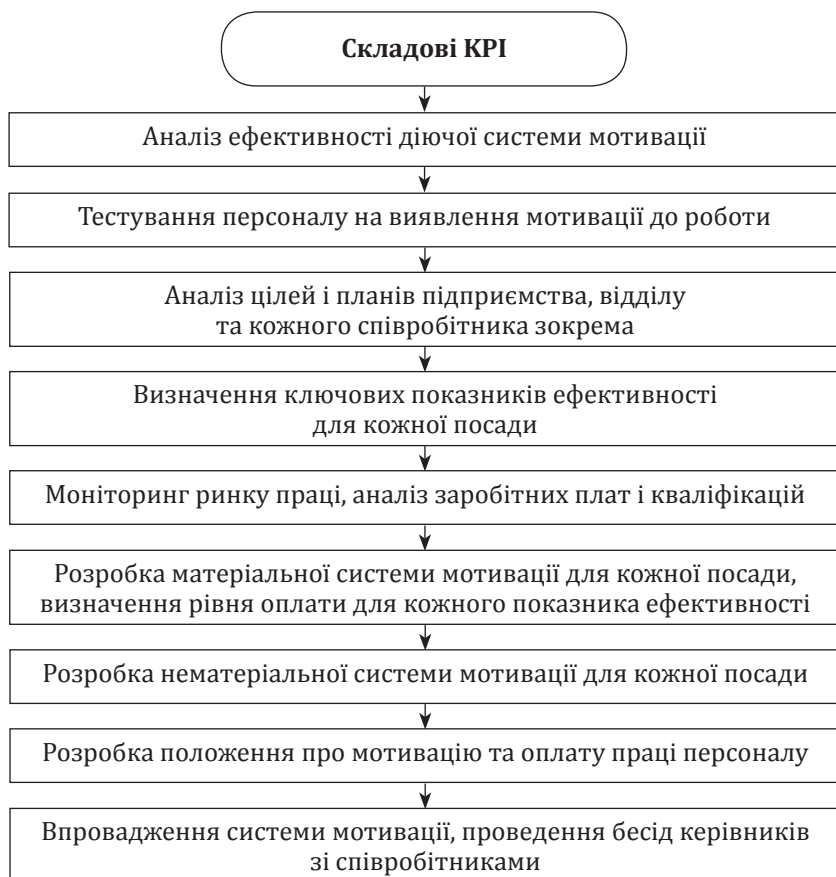 Складові KPI
Аналіз ефективності діючої системи мотивації
Тестування персоналу на виявлення мотивації до роботи
Аналіз цілей і планів підприємства, відділу
та кожного співробітника зокрема
Визначення ключових показників ефективності
для кожної посади
Моніторинг ринку праці, аналіз заробітних плат і кваліфікацій
Розробка матеріальної системи мотивації для кожної посади,
визначення рівня оплати для кожного показника ефективності
Розробка нематеріальної системи мотивації для кожної посади
Розробка положення про мотивацію та оплату праці персоналу
Впровадження системи мотивації, проведення бесід керівників
зі співробітниками